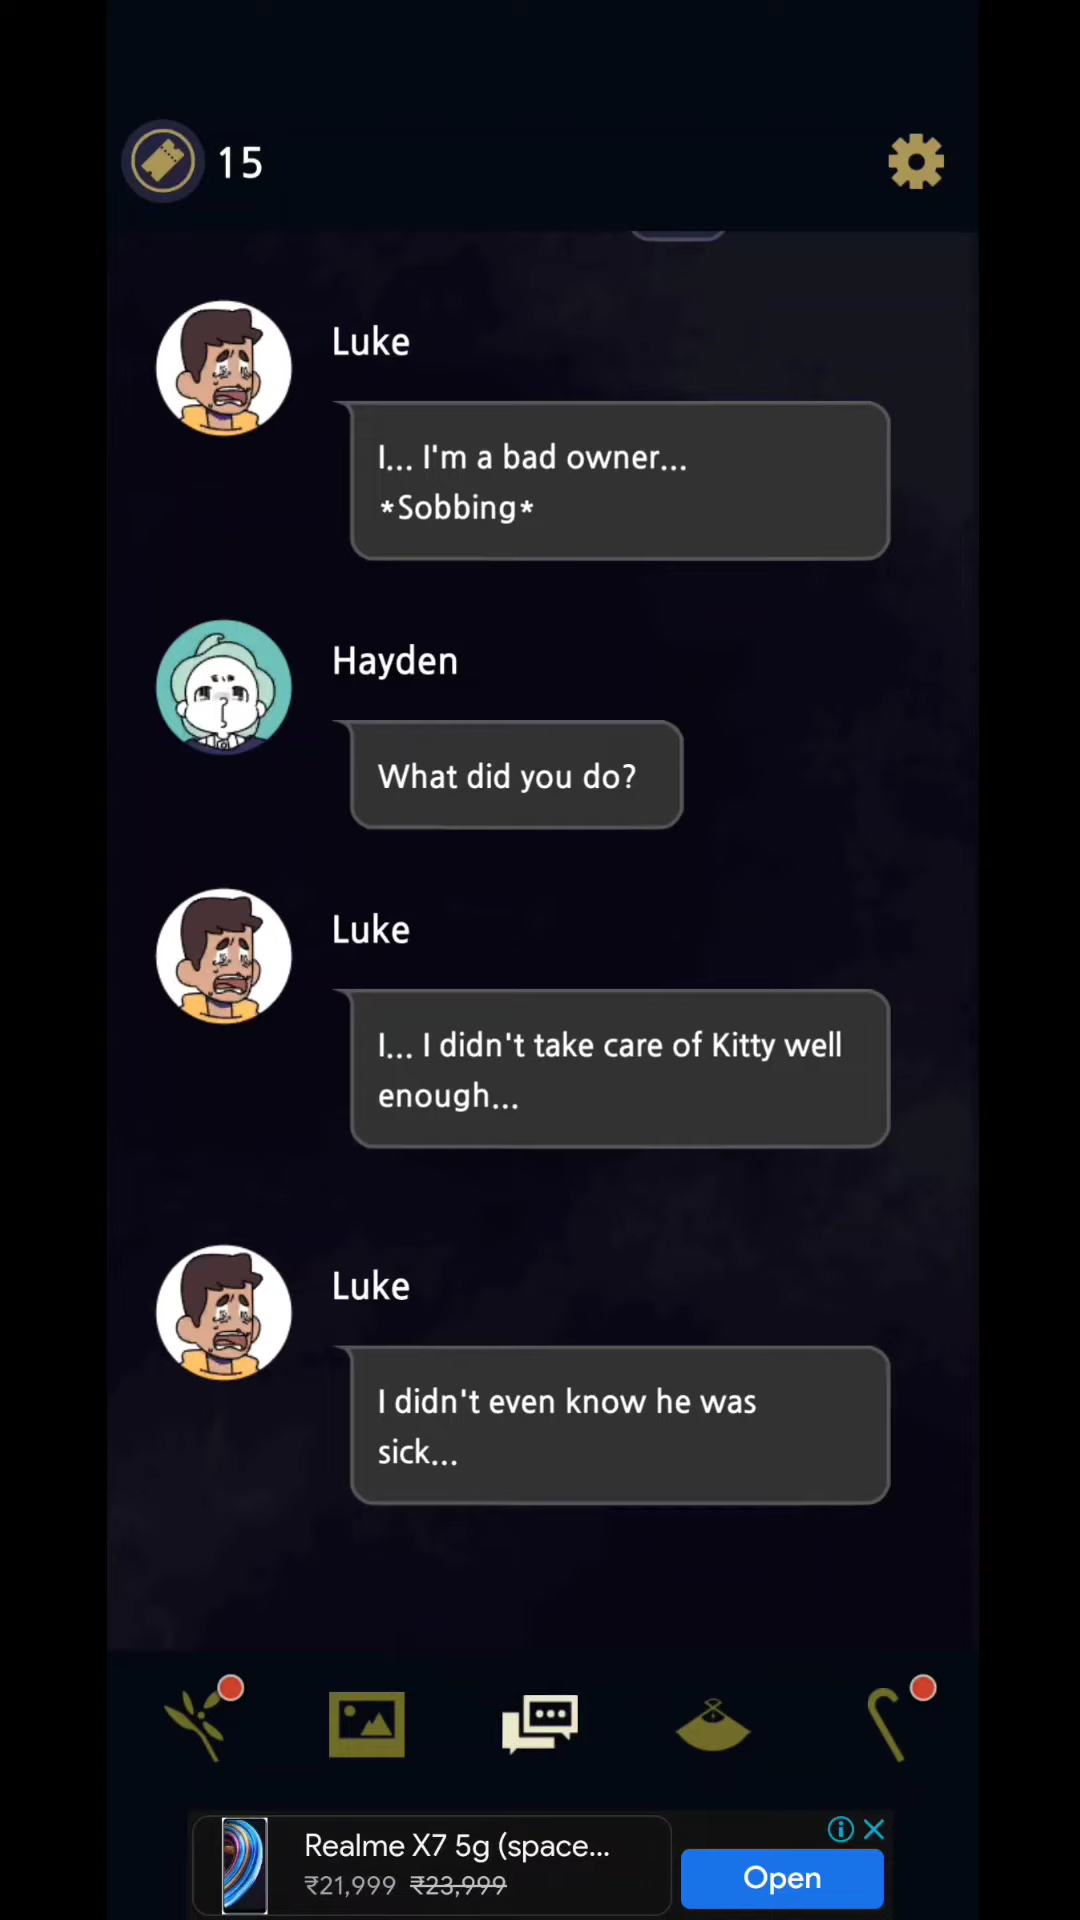 15
Luke
I... I'm a bad owner...
*Sobbing*
Hayden
What did you do?
Luke
I... I didn't take care of Kitty well
enough...
Luke
I didn't even know he was
sick...
Realme X7 5g (space...
₹21,999 ₹23,999
Open